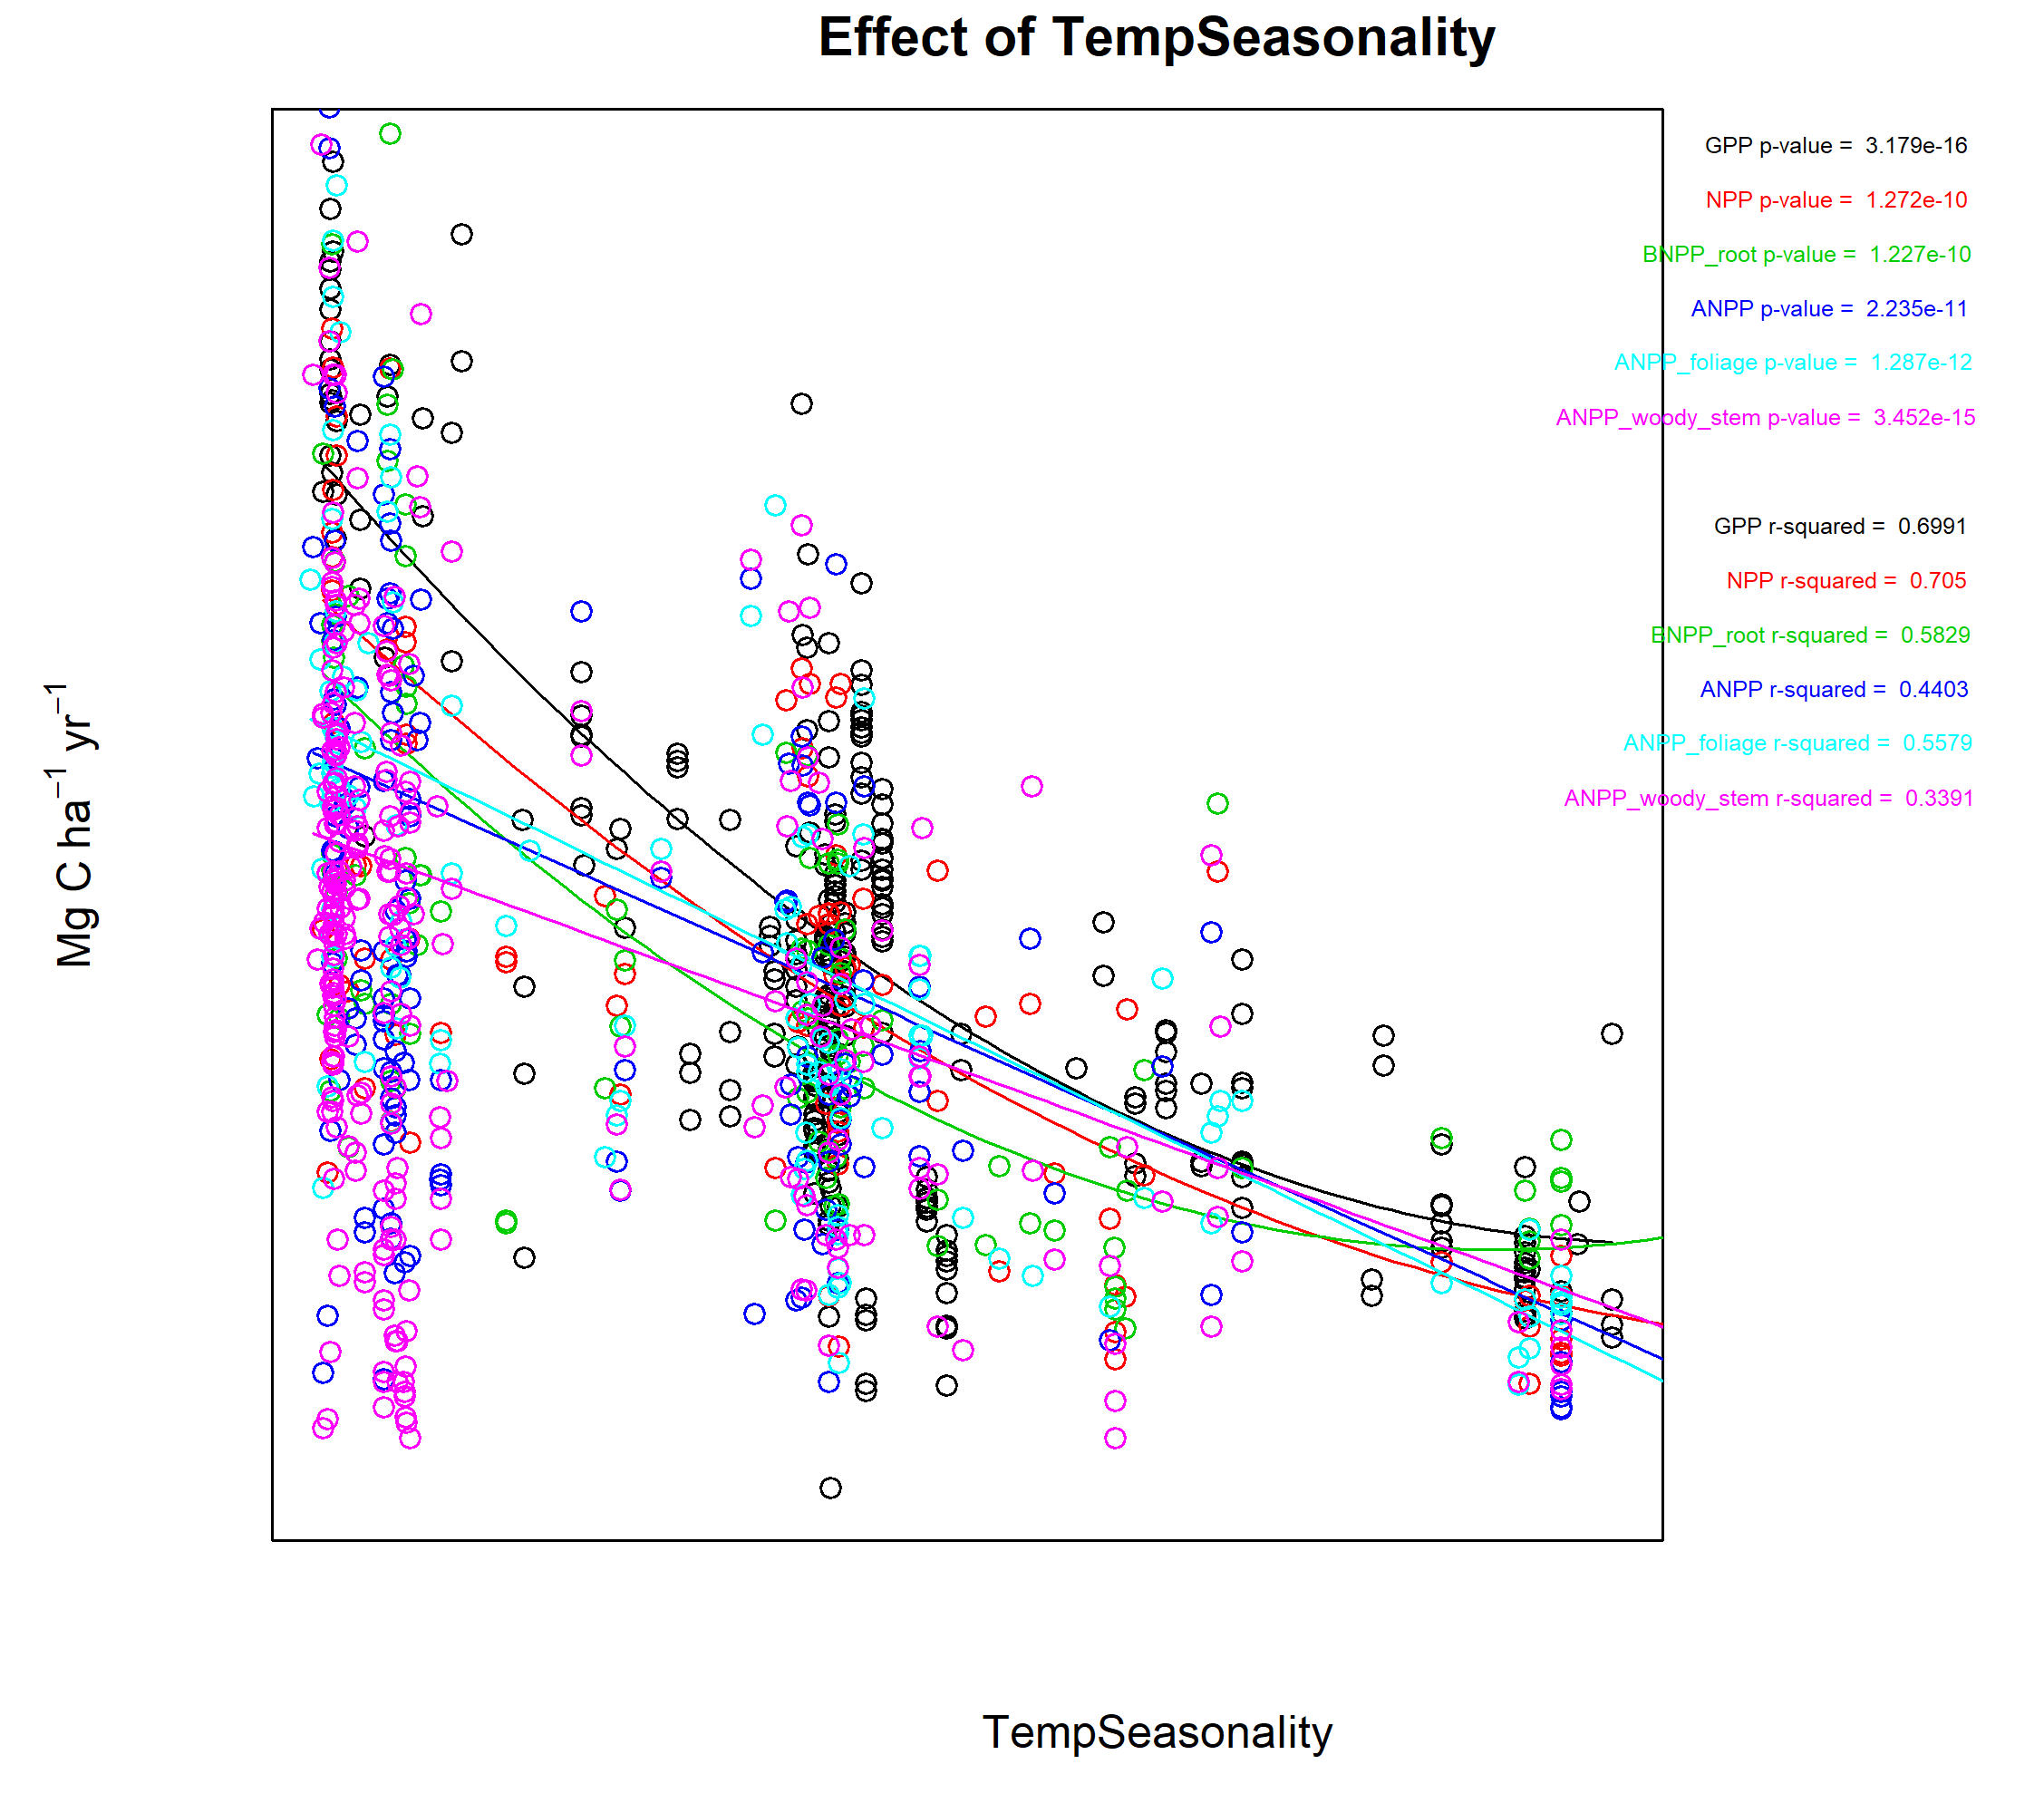 Effect of TempSeasonality
GPP p-value = 3.179e-16
NPP p-value = 1.272e-10
BNPP_root p-value = 1.227e-10
ANPP p-value = 2.235e-11
ANPP_foliage p-value = 1.287e-12
ANPP_woody_stem p-value = 3.452e-15
GPP r-squared = 0.6991
NPP r-squared = 0.705
BNPP_root r-squared = 0.5829
ANPP r-squared = 0.4403
ANPP_foliage r-squared = 0.5579
ANPP_woody_stem r-squared = 0.3391
Mg C ha⁻¹ yr⁻¹
TempSeasonality